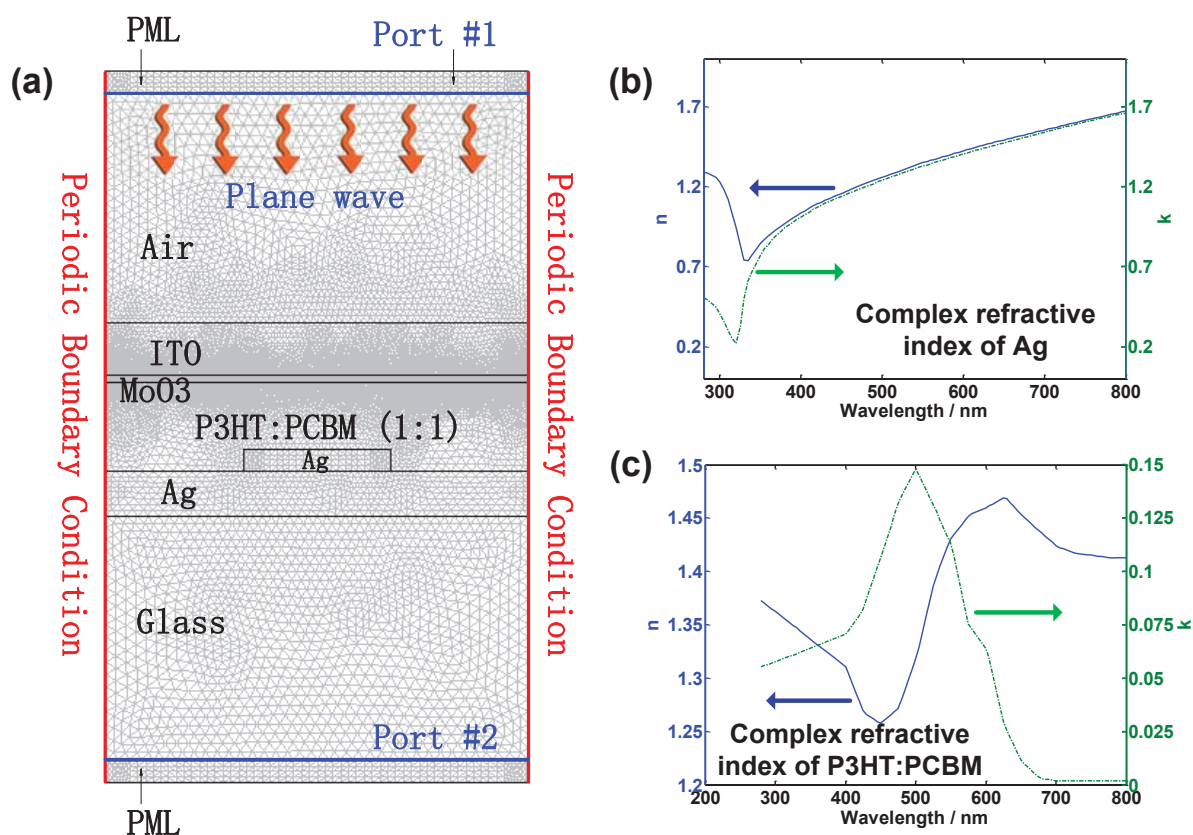 (a)
PML
Port #1
Plane wave
Air
ITO
MoO3
P3HT:PCBM (1:1)
Ag
Ag
Glass
Port #2
PML
Periodic Boundary Condition
Periodic Boundary Condition
(b)
1.7
1.2
0.7
0.2
n
1.7
1.2
0.7
0.2
k
Complex refractive
index of Ag
300 400 500 600 700 800
Wavelength / nm
(c)
1.5
1.45
1.4
1.35
1.3
1.25
1.2
n
0.15
0.125
0.1
0.075
0.05
0.025
0
k
Complex refractive
index of P3HT:PCBM
200 300 400 500 600 700 800
Wavelength / nm